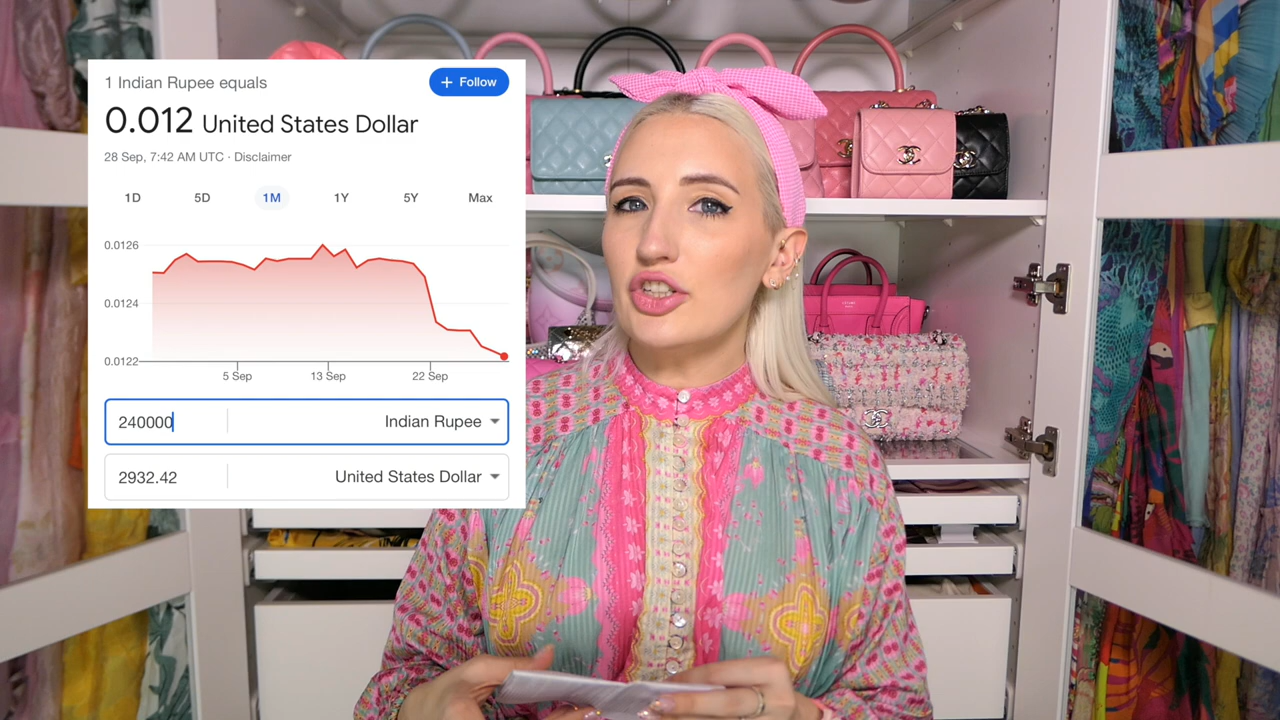 1 Indian Rupee equals
+ Follow
0.012 United States Dollar
28 Sep, 7:42 AM UTC · Disclaimer
1D 5D 1M 1Y 5Y Max
0.0126
0.0124
0.0122
5 Sep 13 Sep 22 Sep
240000 Indian Rupee
2932.42 United States Dollar
CELINE